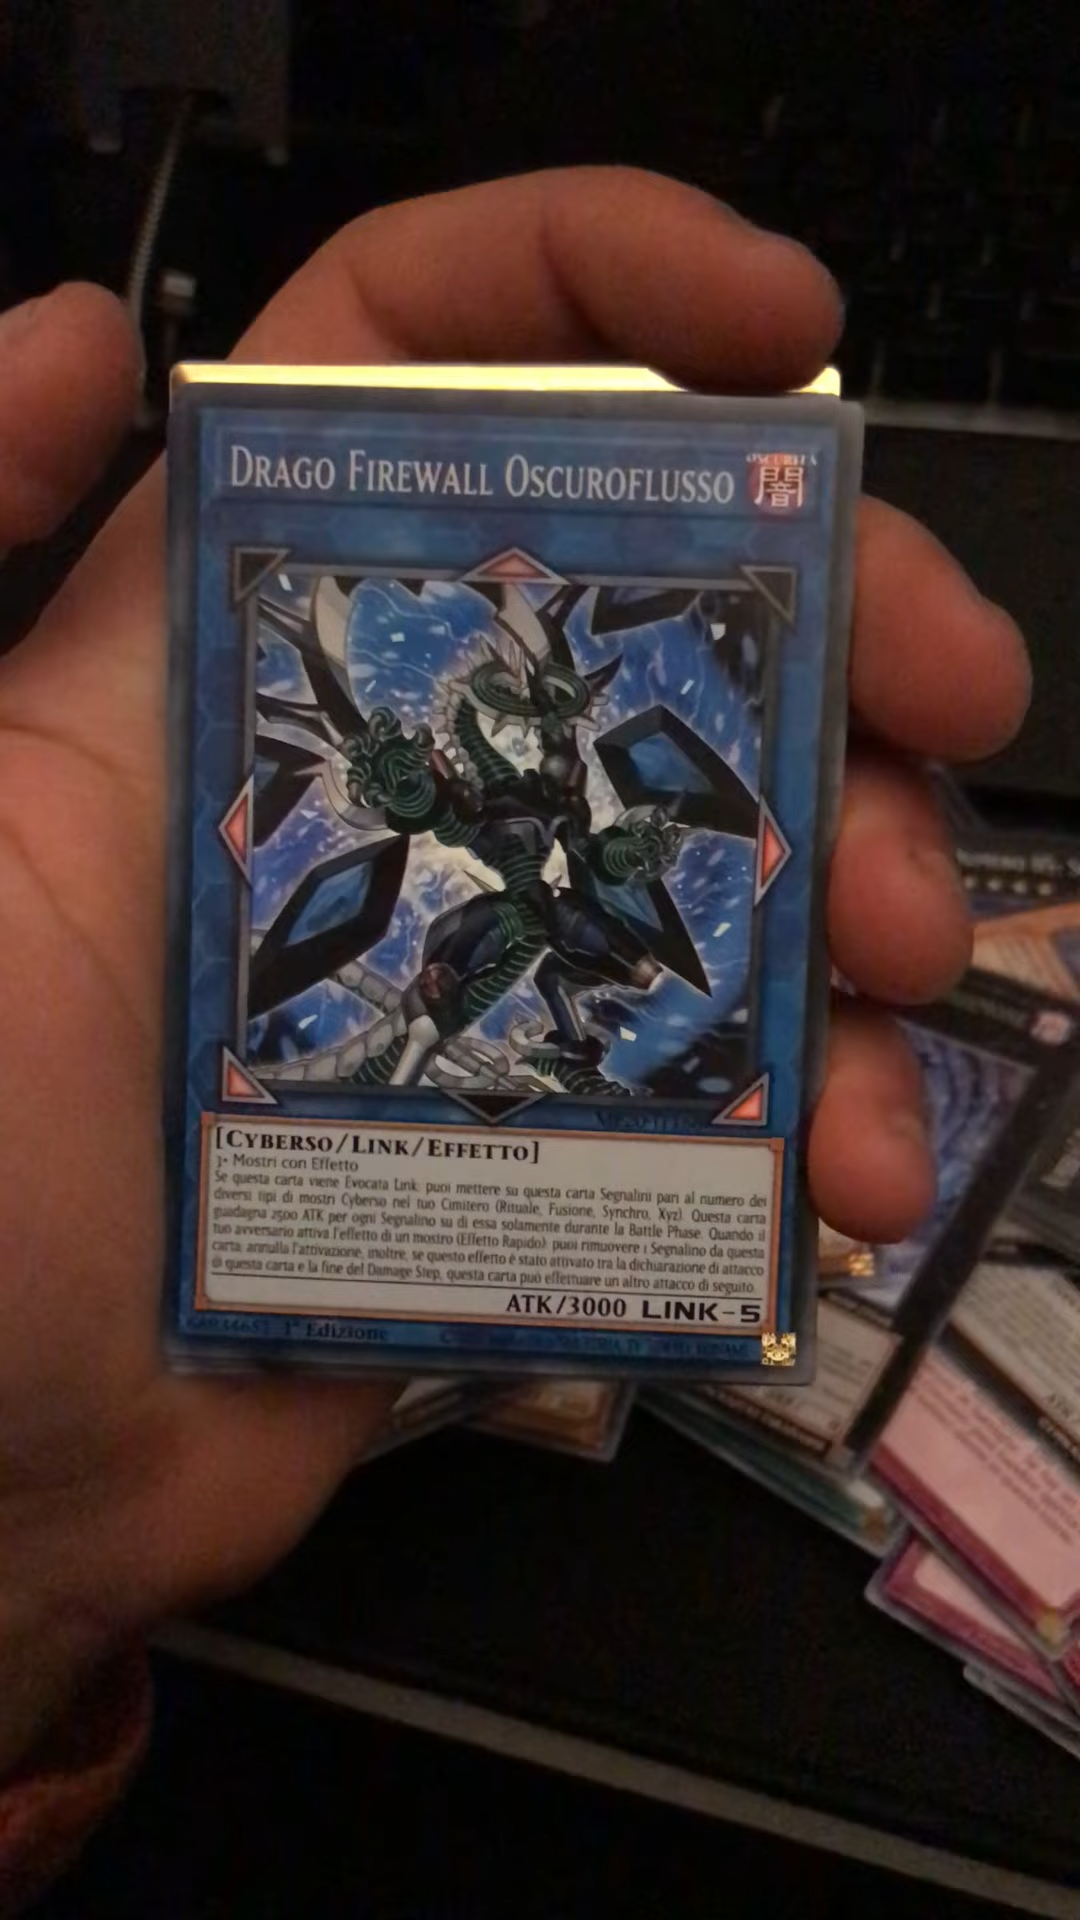 DRAGO FIREWALL OSCUROFLUSSO
OSCURITÀ
闇
[CYBERSO/LINK/EFFETTO]
3+ Mostri con Effetto
Se questa carta viene Evocata Link: puoi mettere su questa carta Segnalini pari al numero dei
diversi tipi di mostri Cyberso nel tuo Cimitero (Rituale, Fusione, Synchro, Xyz). Questa carta
guadagna 2500 ATK per ogni Segnalino su di essa solamente durante la Battle Phase. Quando il
tuo avversario attiva l'effetto di un mostro (Effetto Rapido): puoi rimuovere 1 Segnalino da questa
carta; annulla l'attivazione, inoltre, se questo effetto è stato attivato tra la dichiarazione di attacco
di questa carta e la fine del Damage Step, questa carta può effettuare un altro attacco di seguito.
ATK/3000 LINK-5
1ª Edizione